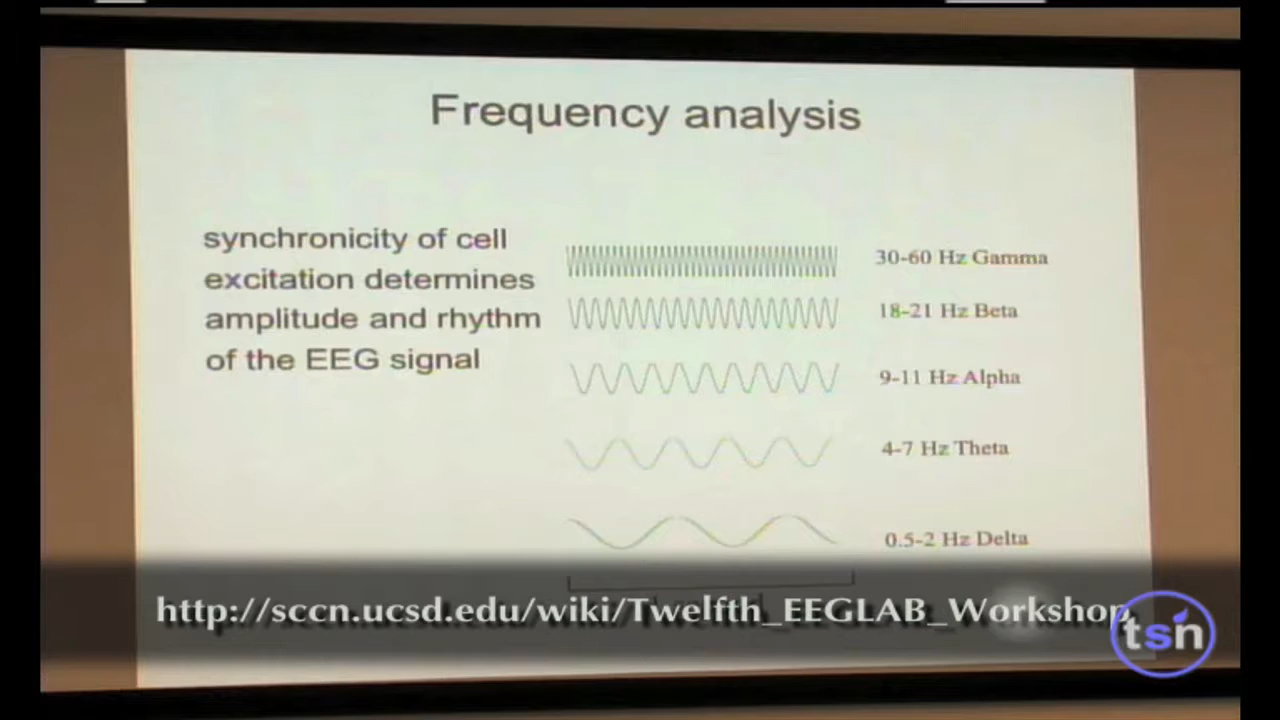 Frequency analysis
synchronicity of cell
excitation determines
amplitude and rhythm
of the EEG signal
30-60 Hz Gamma
18-21 Hz Beta
9-11 Hz Alpha
4-7 Hz Theta
0.5-2 Hz Delta
http://sccn.ucsd.edu/wiki/Twelfth_EEGLAB_Workshop
tsn